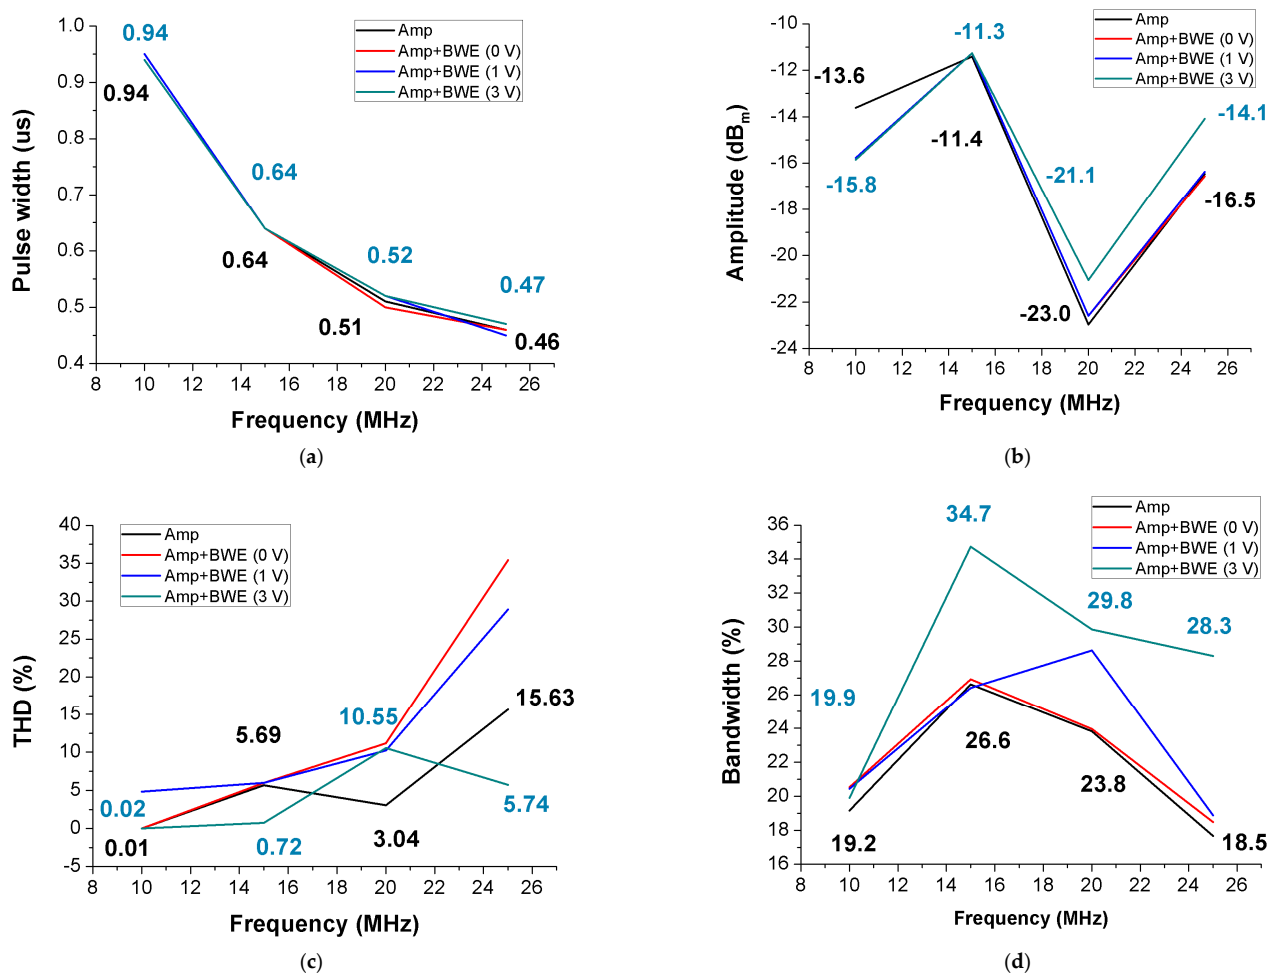 1.0
0.9
0.8
0.7
0.6
0.5
0.4
8 10 12 14 16 18 20 22 24 26
Pulse width (us)
Frequency (MHz)
Amp
Amp+BWE (0 V)
Amp+BWE (1 V)
Amp+BWE (3 V)
0.94
0.94
0.64
0.64
0.52
0.51
0.47
0.46
(a)
-10
-12
-14
-16
-18
-20
-22
-24
8 10 12 14 16 18 20 22 24 26
Amplitude (dBm)
Frequency (MHz)
Amp
Amp+BWE (0 V)
Amp+BWE (1 V)
Amp+BWE (3 V)
-11.3
-13.6
-14.1
-11.4
-15.8
-21.1
-16.5
-23.0
(b)
40
35
30
25
20
15
10
5
0
-5
8 10 12 14 16 18 20 22 24 26
THD (%)
Frequency (MHz)
Amp
Amp+BWE (0 V)
Amp+BWE (1 V)
Amp+BWE (3 V)
15.63
10.55
5.69
0.02
5.74
0.01
0.72
3.04
(c)
36
34
32
30
28
26
24
22
20
18
16
8 10 12 14 16 18 20 22 24 26
Bandwidth (%)
Frequency (MHz)
Amp
Amp+BWE (0 V)
Amp+BWE (1 V)
Amp+BWE (3 V)
34.7
29.8
28.3
19.9
26.6
23.8
19.2
18.5
(d)